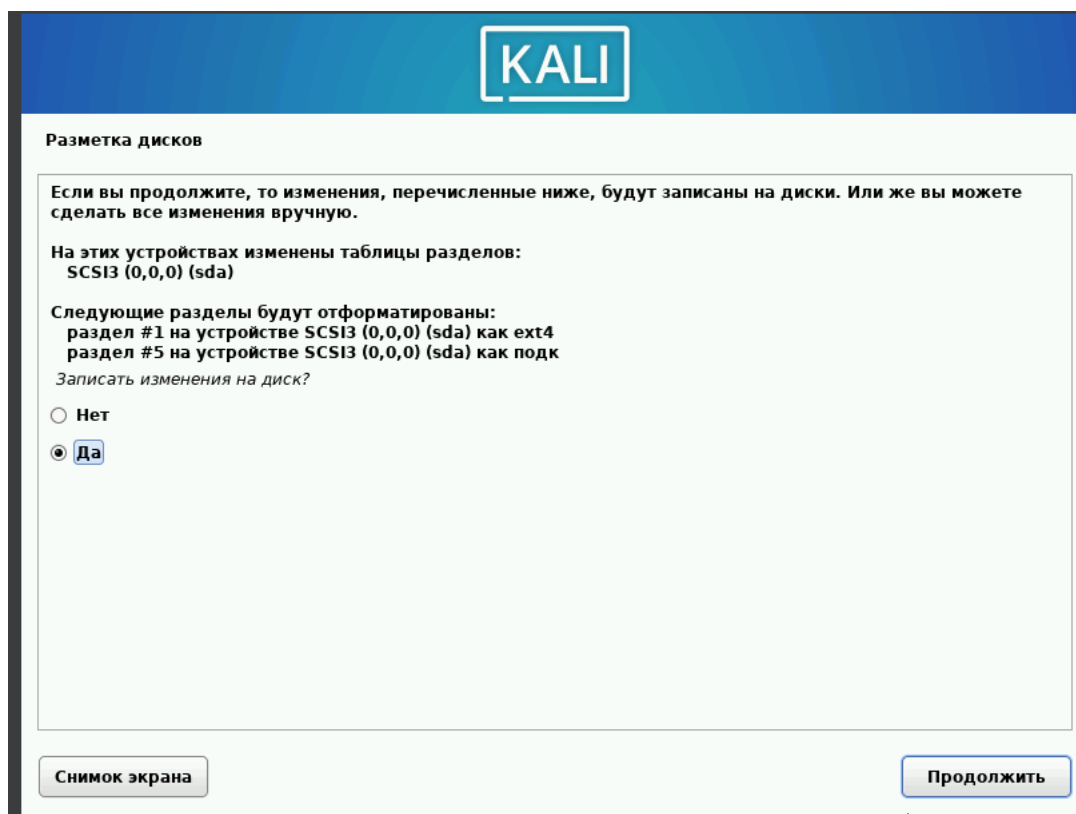 KALI
Разметка дисков
Если вы продолжите, то изменения, перечисленные ниже, будут записаны на диски. Или же вы можете
сделать все изменения вручную.
На этих устройствах изменены таблицы разделов:
SCSI3 (0,0,0) (sda)
Следующие разделы будут отформатированы:
раздел #1 на устройстве SCSI3 (0,0,0) (sda) как ext4
раздел #5 на устройстве SCSI3 (0,0,0) (sda) как подк
Записать изменения на диск?
Нет
Да
Снимок экрана
Продолжить